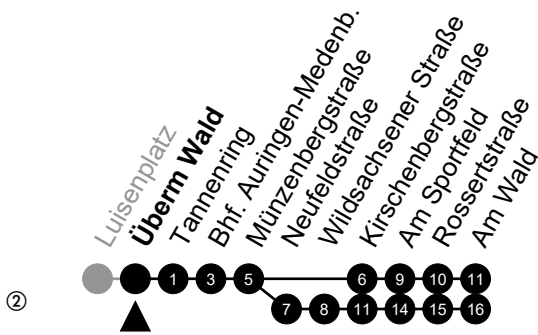 Luisenplatz
Überm Wald
Tannenring
Bhf. Auringen-Medenb.
Münzenbergstraße
Neufeldstraße
Wildsachsener Straße
Kirschenbergstraße
Am Sportfeld
Rossertstraße
Am Wald
1 3 5 6 9 10 11
② 7 8 11 14 15 16